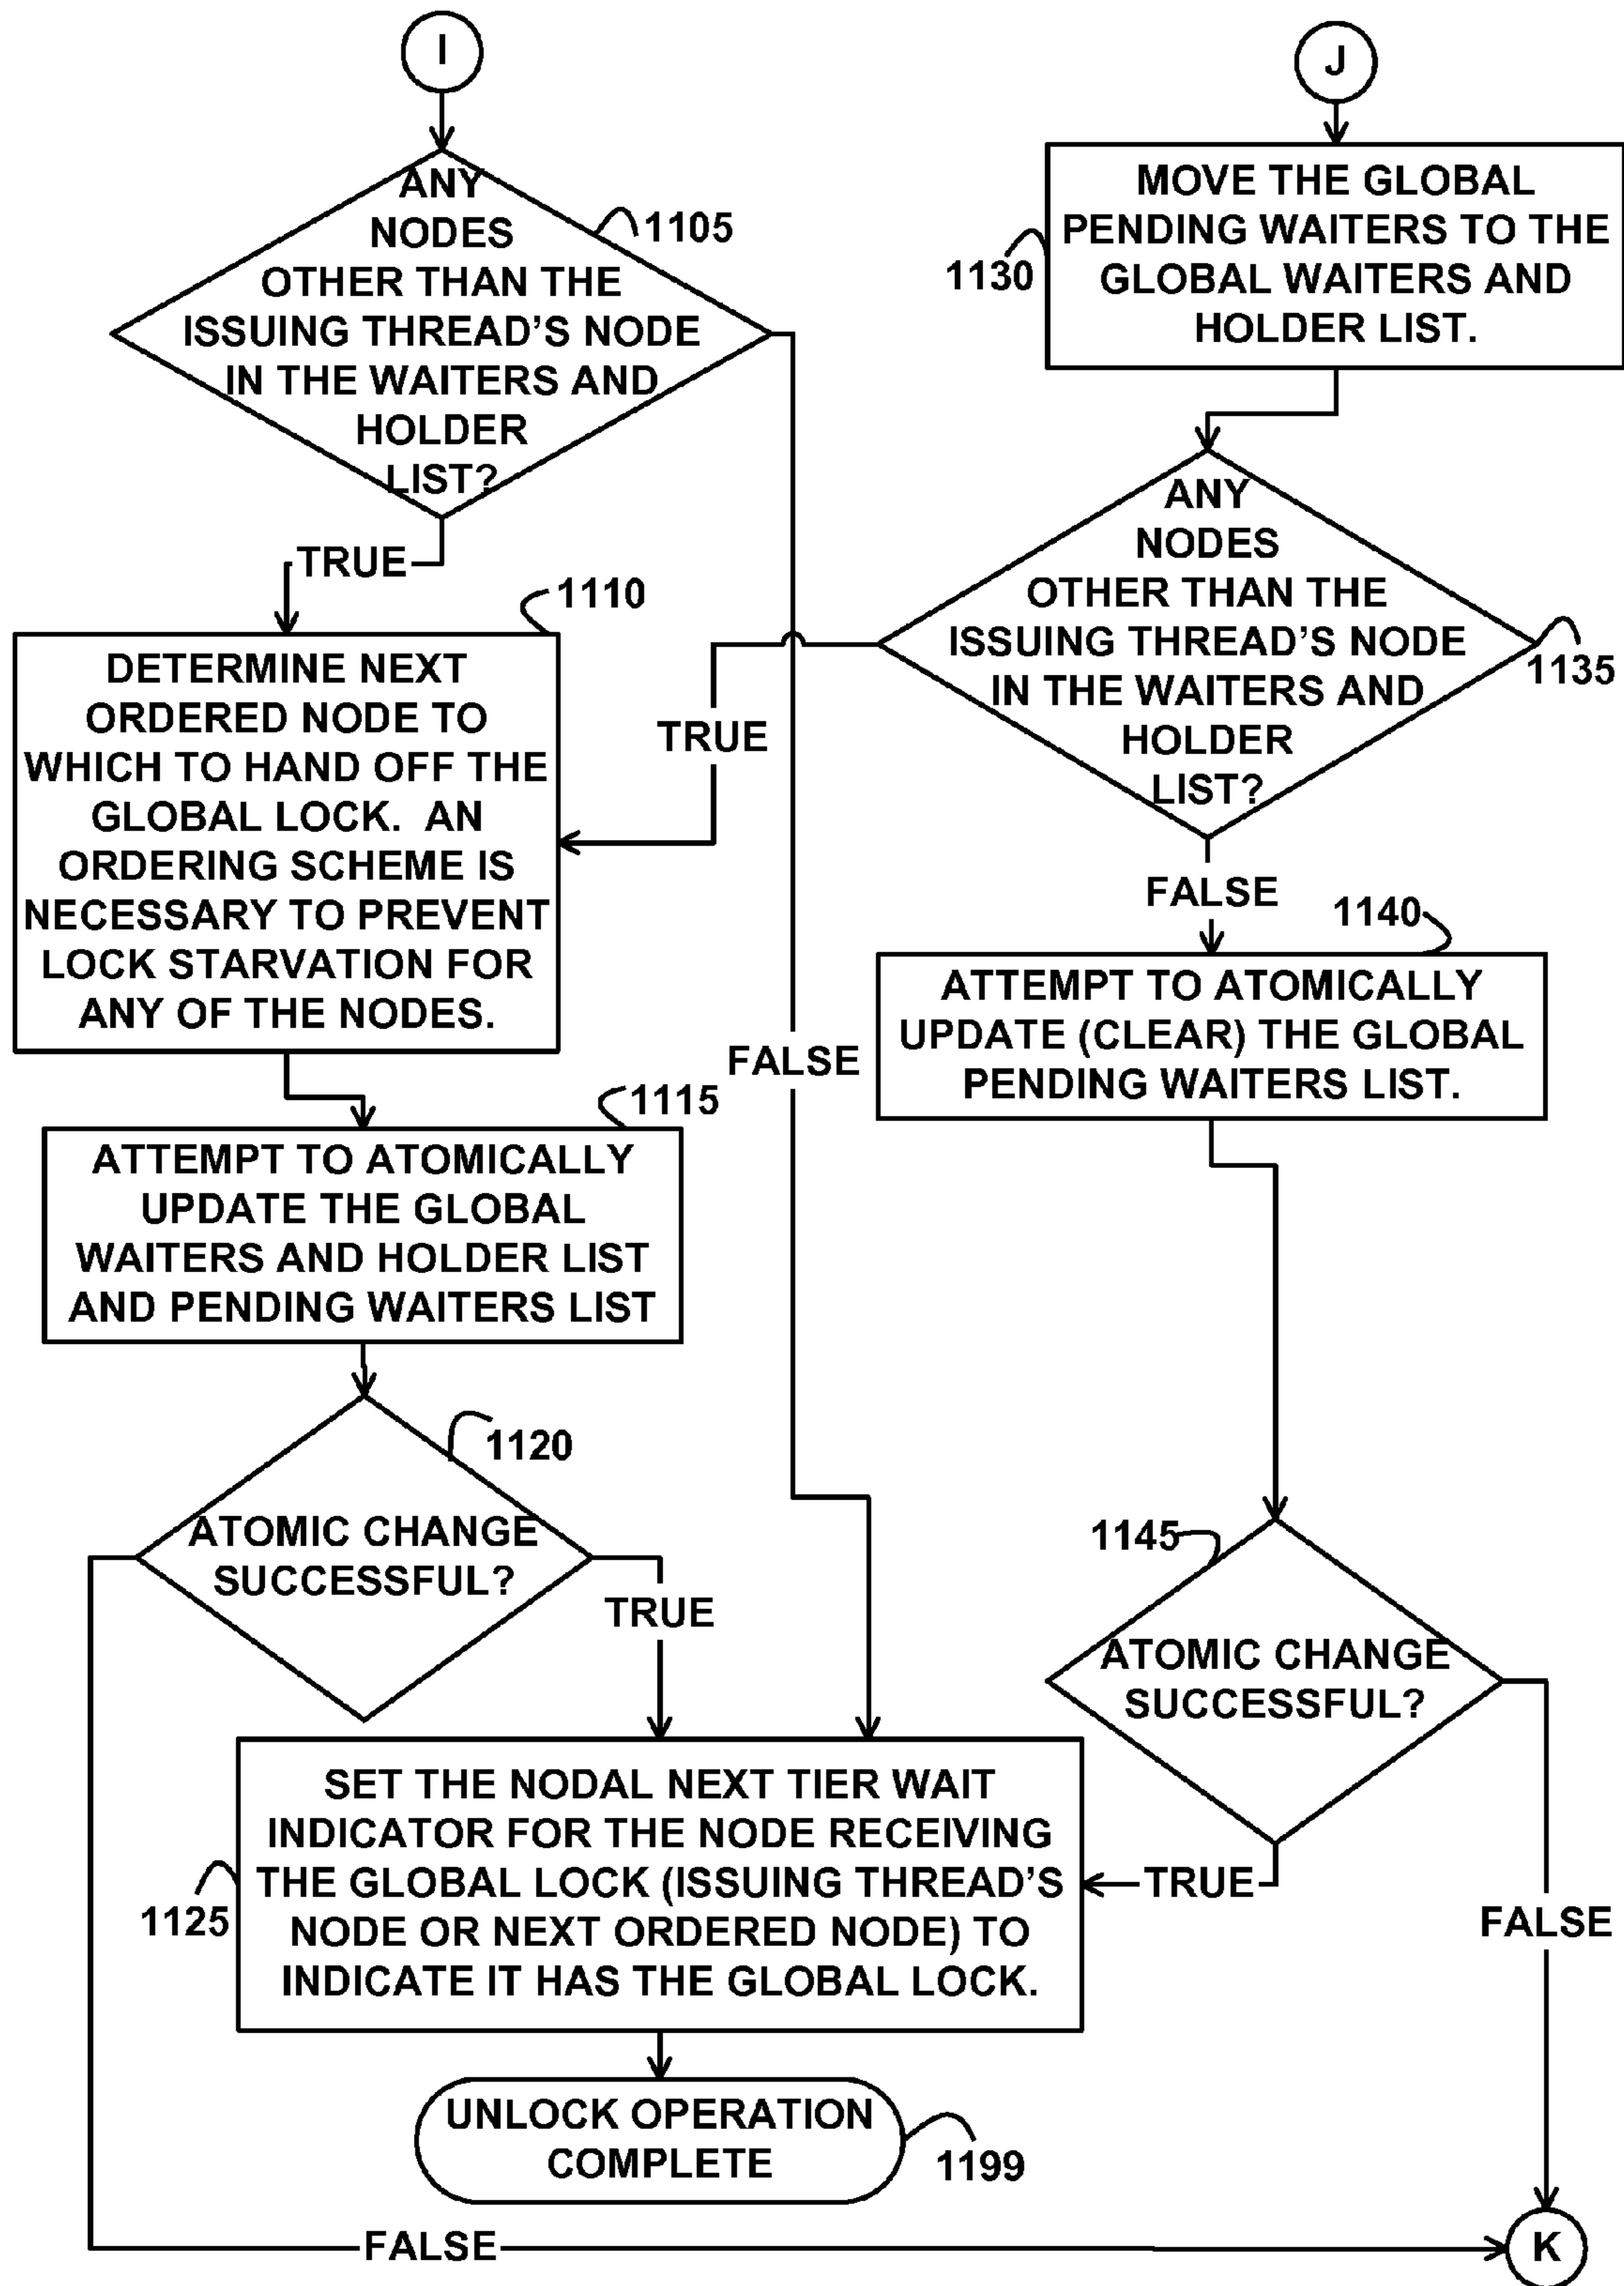 I
J
ANY
NODES
OTHER THAN THE
ISSUING THREAD'S NODE
IN THE WAITERS AND
HOLDER
LIST?
1105
MOVE THE GLOBAL
PENDING WAITERS TO THE
GLOBAL WAITERS AND
HOLDER LIST.
1130
TRUE
1110
DETERMINE NEXT
ORDERED NODE TO
WHICH TO HAND OFF THE
GLOBAL LOCK. AN
ORDERING SCHEME IS
NECESSARY TO PREVENT
LOCK STARVATION FOR
ANY OF THE NODES.
ANY
NODES
OTHER THAN THE
ISSUING THREAD'S NODE
IN THE WAITERS AND
HOLDER
LIST?
1135
TRUE
FALSE
1140
ATTEMPT TO ATOMICALLY
UPDATE (CLEAR) THE GLOBAL
PENDING WAITERS LIST.
FALSE
1115
ATTEMPT TO ATOMICALLY
UPDATE THE GLOBAL
WAITERS AND HOLDER LIST
AND PENDING WAITERS LIST
1120
ATOMIC CHANGE
SUCCESSFUL?
TRUE
1145
ATOMIC CHANGE
SUCCESSFUL?
SET THE NODAL NEXT TIER WAIT
INDICATOR FOR THE NODE RECEIVING
THE GLOBAL LOCK (ISSUING THREAD'S
NODE OR NEXT ORDERED NODE) TO
INDICATE IT HAS THE GLOBAL LOCK.
1125
TRUE
FALSE
UNLOCK OPERATION
COMPLETE
1199
FALSE
K